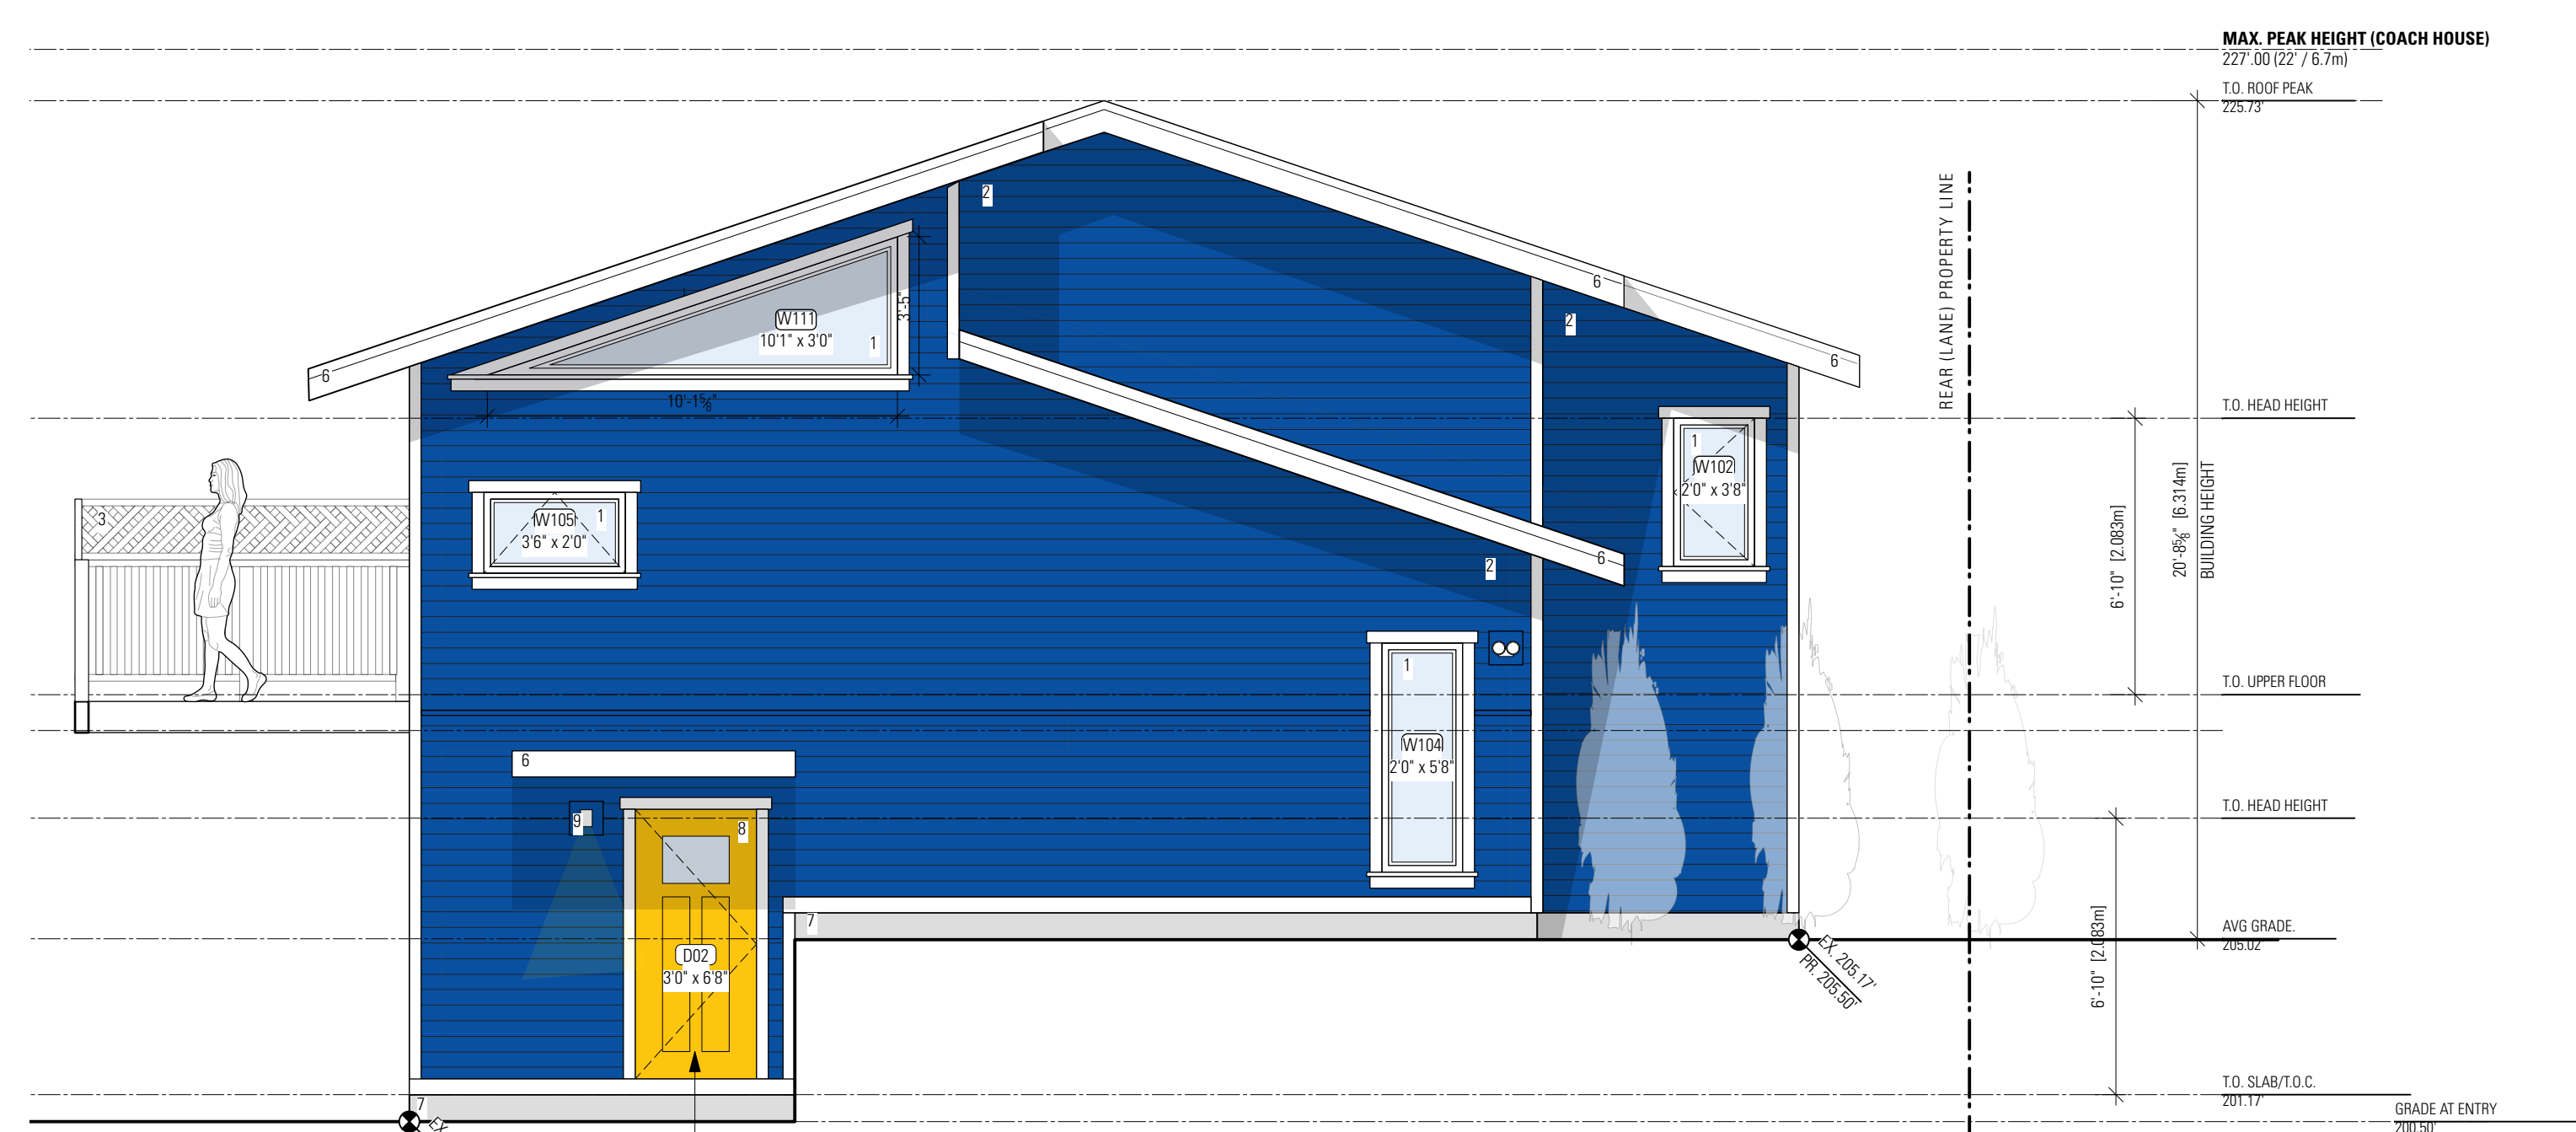 MAX. PEAK HEIGHT (COACH HOUSE)
227'.00 (22' / 6.7m)
T.O. ROOF PEAK
225.73'
REAR (LANE) PROPERTY LINE
2
6
2
W111
10'1" x 3'0"
1
3'-5"
6
6
10'-1⅝"
T.O. HEAD HEIGHT
1
W102
2'0" x 3'8"
3
W105
1
3'6" x 2'0"
6
2
6'-10" [2.083m]
20'-8⅝" [6.314m]
BUILDING HEIGHT
1
T.O. UPPER FLOOR
W104
2'0" x 5'8"
6
9
8
T.O. HEAD HEIGHT
7
D02
3'0" x 6'8"
EX. 205.17'
PR. 205.50'
6'-10" [2.083m]
AVG GRADE.
205.02'
T.O. SLAB/T.O.C.
201.17'
7
EX
GRADE AT ENTRY
200.50'